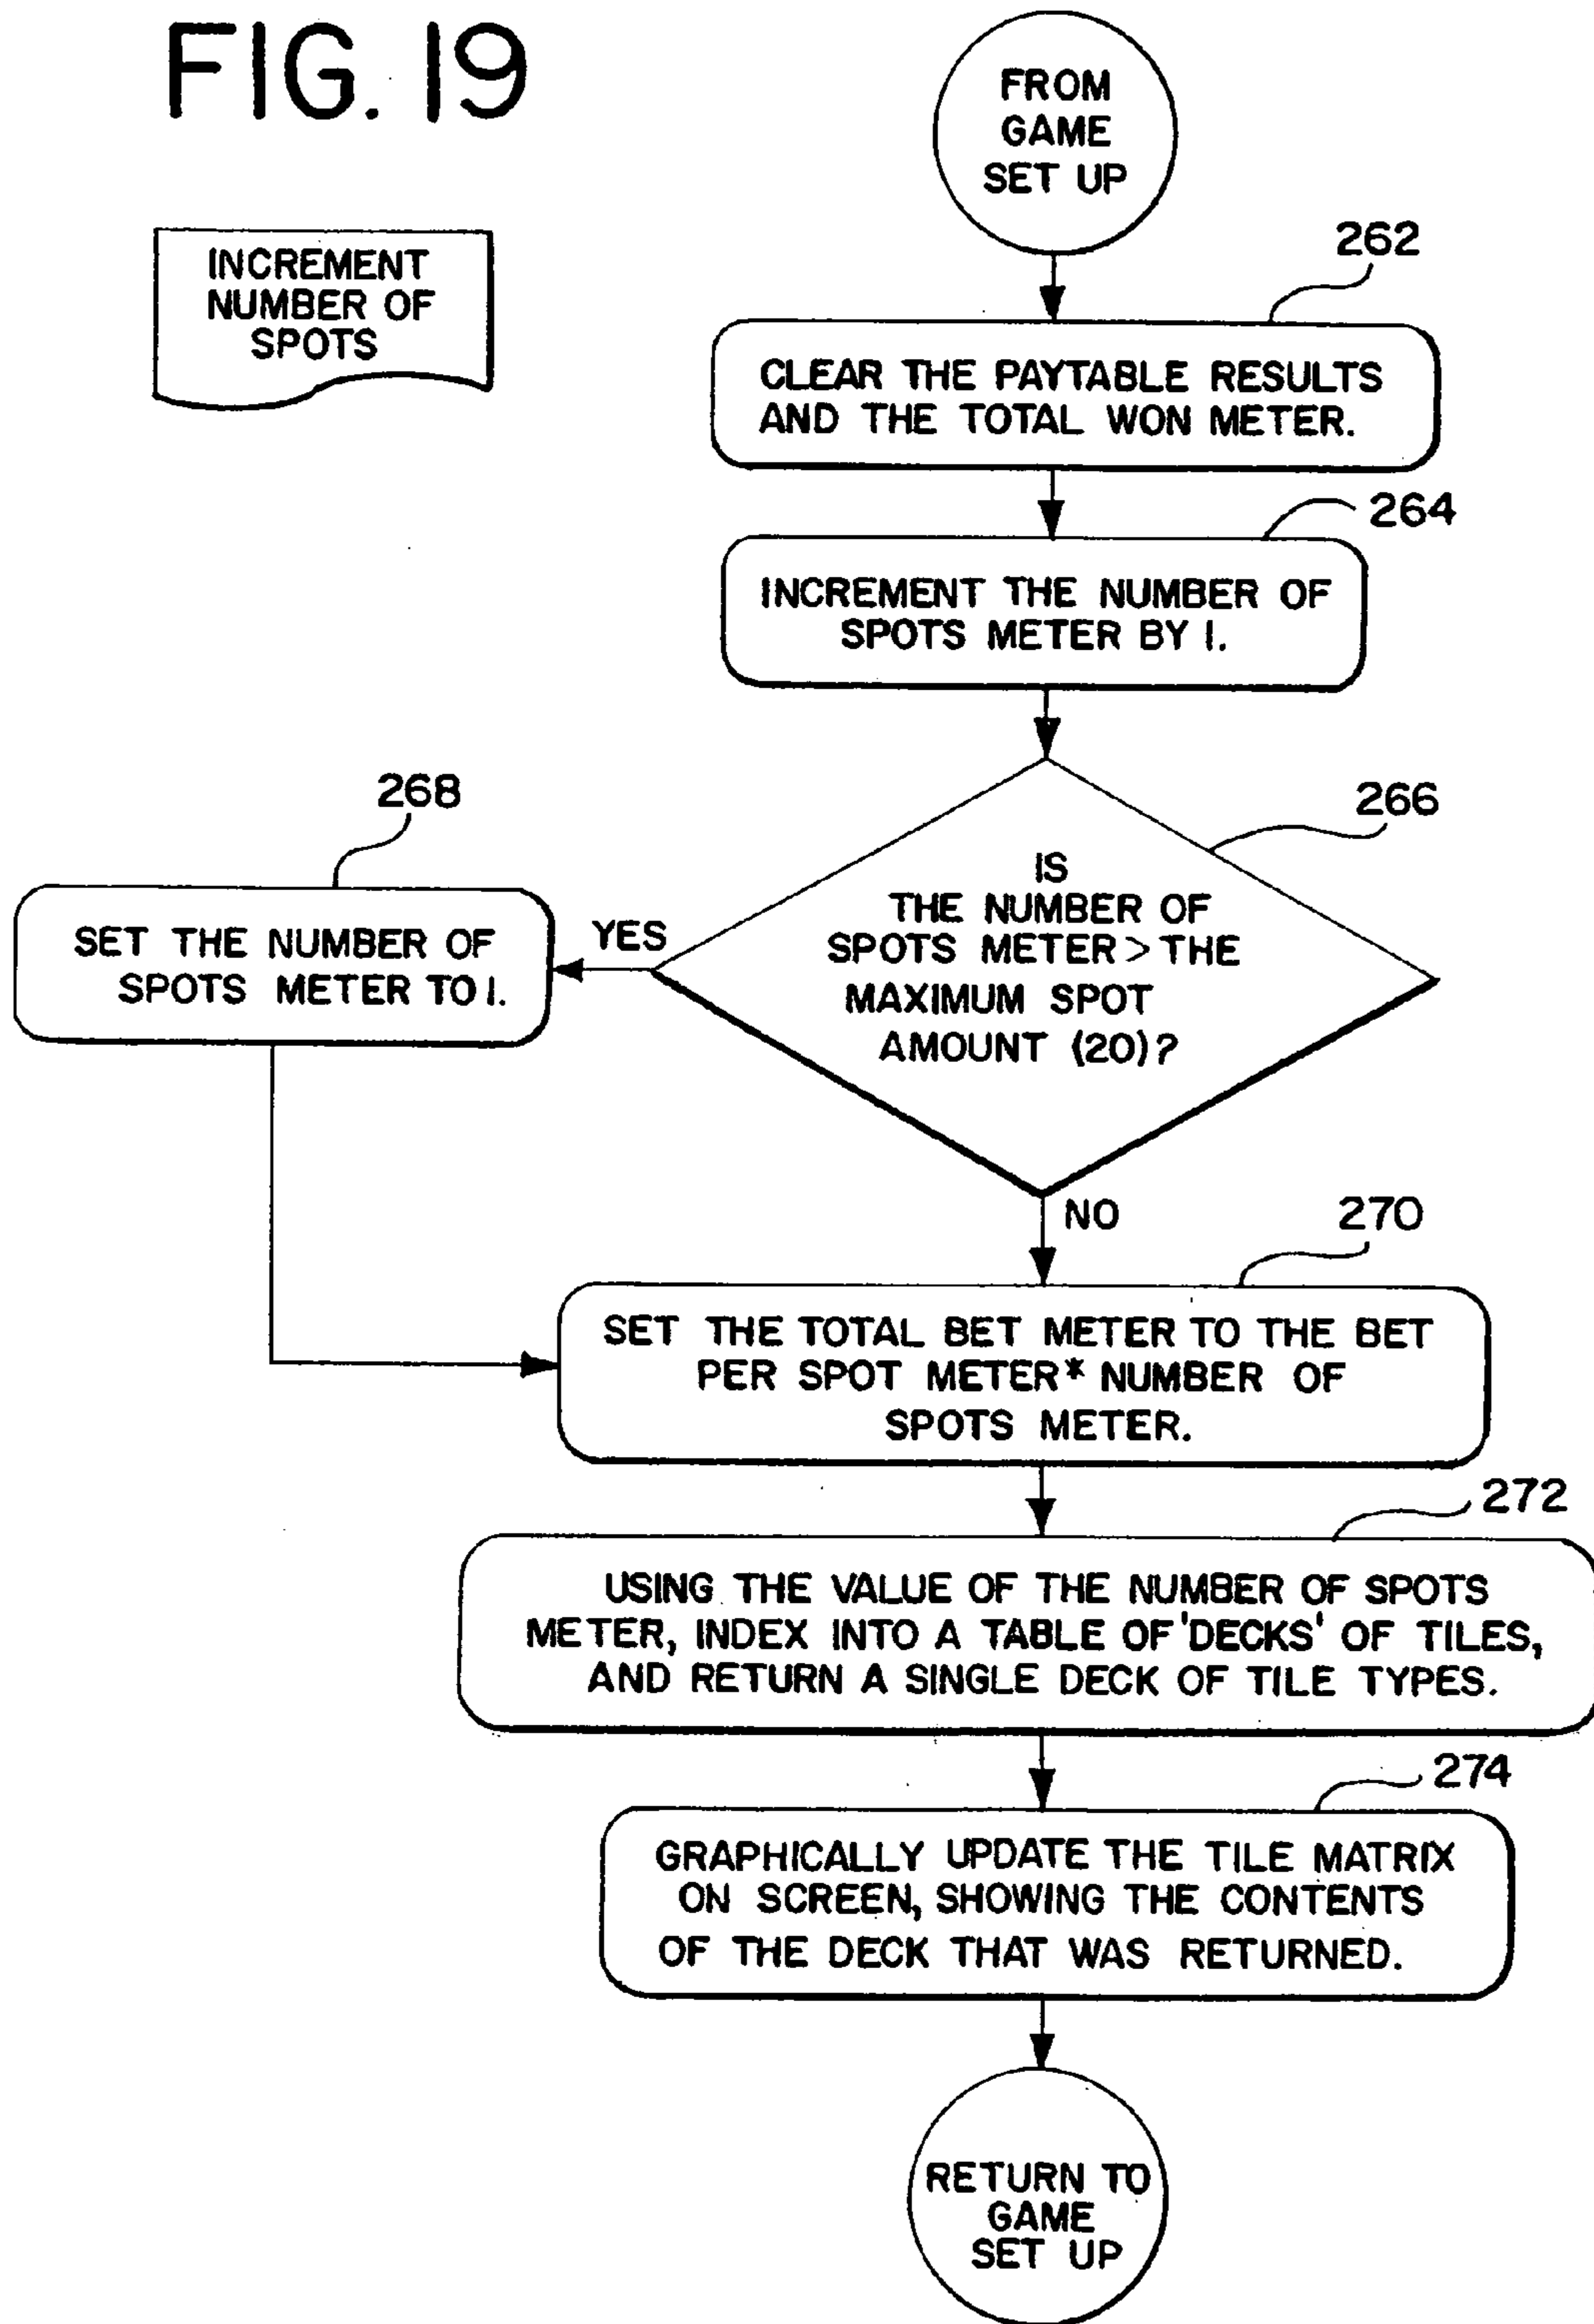 FIG. 19
INCREMENT
NUMBER OF
SPOTS
FROM
GAME
SET UP
262
CLEAR THE PAYTABLE RESULTS
AND THE TOTAL WON METER.
264
INCREMENT THE NUMBER OF
SPOTS METER BY 1.
266
IS
THE NUMBER OF
SPOTS METER > THE
MAXIMUM SPOT
AMOUNT (20)?
YES
268
SET THE NUMBER OF
SPOTS METER TO 1.
NO
270
SET THE TOTAL BET METER TO THE BET
PER SPOT METER* NUMBER OF
SPOTS METER.
272
USING THE VALUE OF THE NUMBER OF SPOTS
METER, INDEX INTO A TABLE OF 'DECKS' OF TILES,
AND RETURN A SINGLE DECK OF TILE TYPES.
274
GRAPHICALLY UPDATE THE TILE MATRIX
ON SCREEN, SHOWING THE CONTENTS
OF THE DECK THAT WAS RETURNED.
RETURN TO
GAME
SET UP